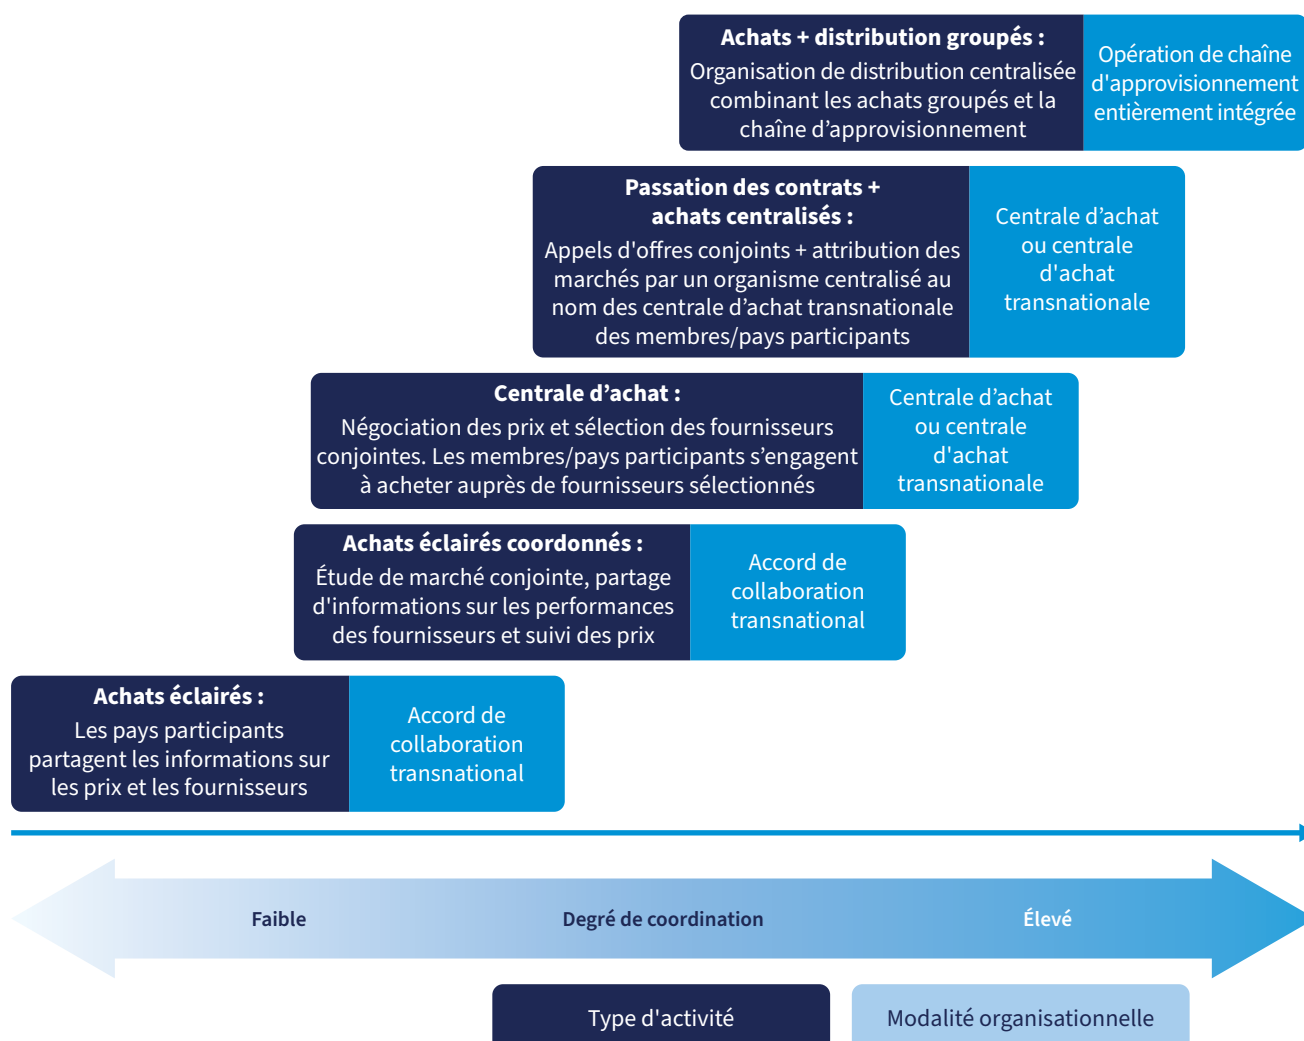 Achats + distribution groupés :
Organisation de distribution centralisée
combinant les achats groupés et la
chaîne d’approvisionnement
Opération de chaîne
d'approvisionnement
entièrement intégrée
Passation des contrats +
achats centralisés :
Appels d'offres conjoints + attribution des
marchés par un organisme centralisé au
nom des centrale d’achat transnationale
des membres/pays participants
Centrale d’achat
ou centrale
d'achat
transnationale
Centrale d’achat :
Négociation des prix et sélection des fournisseurs
conjointes. Les membres/pays participants s’engagent
à acheter auprès de fournisseurs sélectionnés
Centrale d’achat
ou centrale
d'achat
transnationale
Achats éclairés coordonnés :
Étude de marché conjointe, partage
d'informations sur les performances
des fournisseurs et suivi des prix
Accord de
collaboration
transnational
Achats éclairés :
Les pays participants
partagent les informations sur
les prix et les fournisseurs
Accord de
collaboration
transnational
Faible
Degré de coordination
Élevé
Type d'activité
Modalité organisationnelle